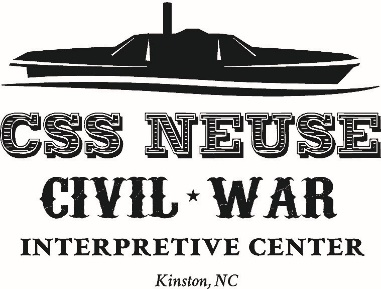 CSS NEUSE
CIVIL ★ WAR
INTERPRETIVE CENTER
Kinston, NC